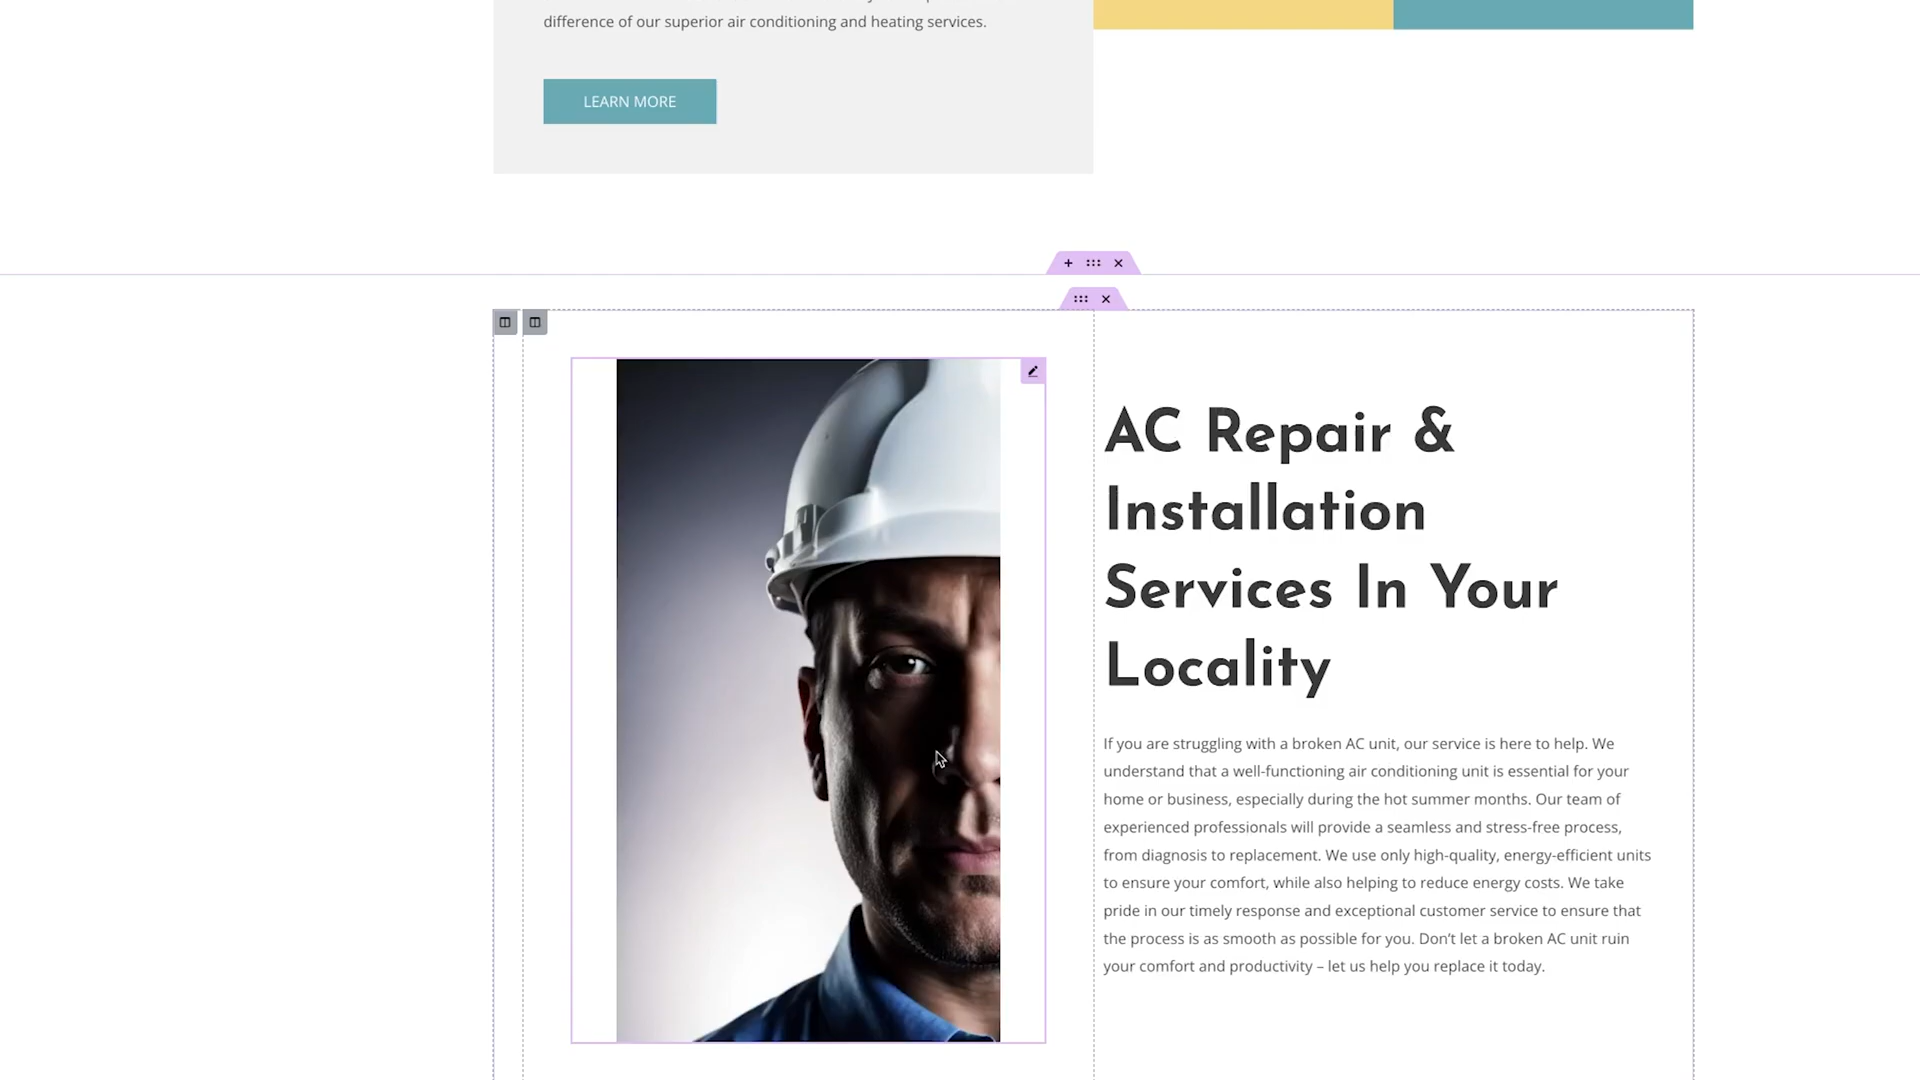 difference of our superior air conditioning and heating services.
LEARN MORE
AC Repair &
Installation
Services In Your
Locality
If you are struggling with a broken AC unit, our service is here to help. We
understand that a well-functioning air conditioning unit is essential for your
home or business, especially during the hot summer months. Our team of
experienced professionals will provide a seamless and stress-free process,
from diagnosis to replacement. We use only high-quality, energy-efficient units
to ensure your comfort, while also helping to reduce energy costs. We take
pride in our timely response and exceptional customer service to ensure that
the process is as smooth as possible for you. Don’t let a broken AC unit ruin
your comfort and productivity – let us help you replace it today.